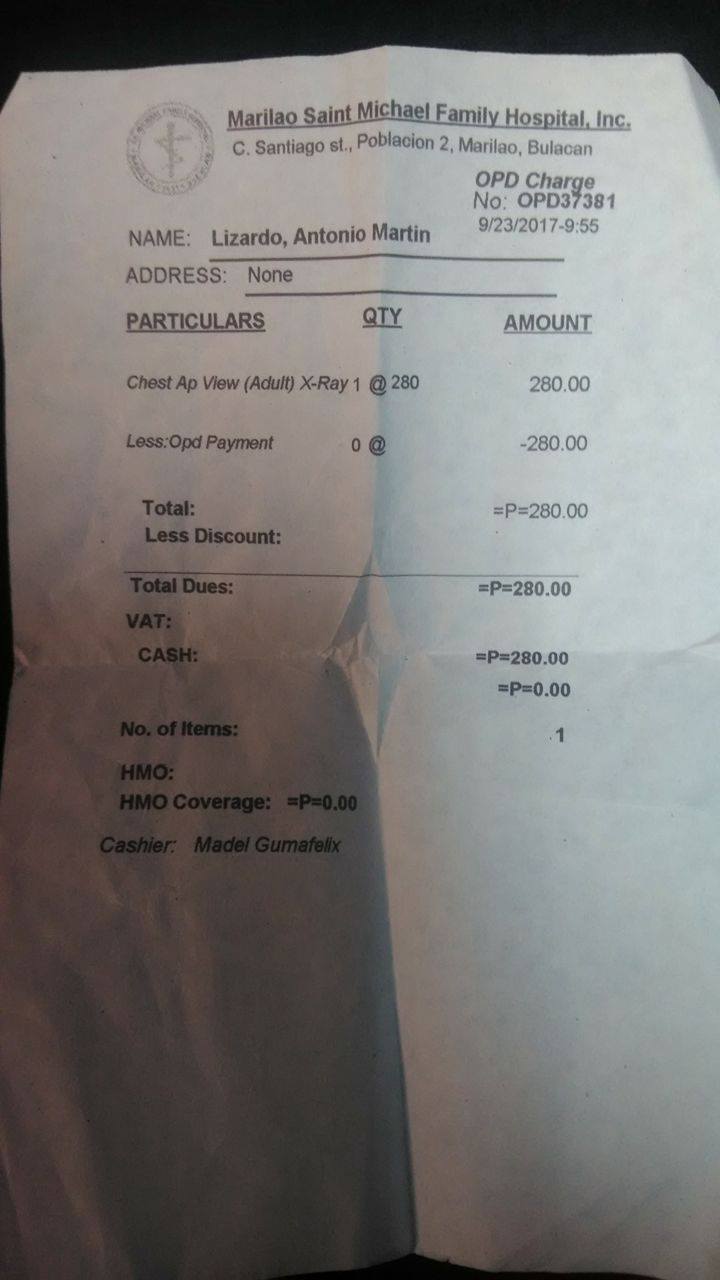 Marilao Saint Michael Family Hospital, Inc.
C. Santiago st., Poblacion 2, Marilao, Bulacan
OPD Charge
No: OPD37381
9/23/2017-9:55
NAME: Lizardo, Antonio Martin
ADDRESS: None
PARTICULARS QTY AMOUNT
Chest Ap View (Adult) X-Ray 1 @ 280 280.00
Less:Opd Payment 0 @ -280.00
Total: =P=280.00
Less Discount:
Total Dues: =P=280.00
VAT:
CASH: =P=280.00
=P=0.00
No. of Items: 1
HMO:
HMO Coverage: =P=0.00
Cashier: Madel Gumafelix